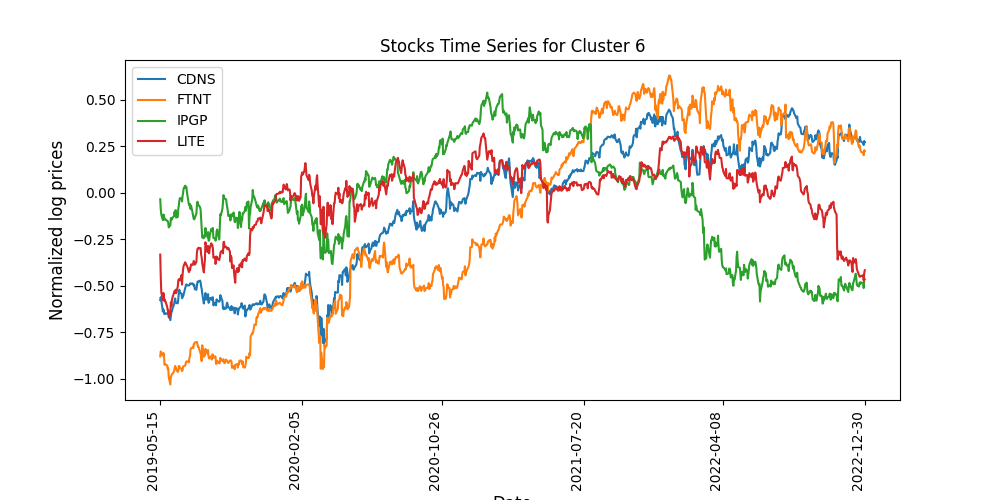 Stocks Time Series for Cluster 6
CDNS
FTNT
IPGP
LITE
Normalized log prices
0.50
0.25
0.00
−0.25
−0.50
−0.75
−1.00
2019-05-15
2020-02-05
2020-10-26
2021-07-20
2022-04-08
2022-12-30
Date